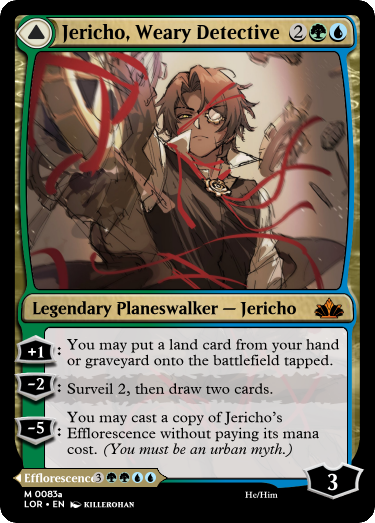 Jericho, Weary Detective 2
Legendary Planeswalker — Jericho
+1: You may put a land card from your hand
or graveyard onto the battlefield tapped.
-2: Surveil 2, then draw two cards.
-5: You may cast a copy of Jericho's
Efflorescence without paying its mana
cost. (You must be an urban myth.)
Efflorescence 3
3
M 0083a
LOR • EN KILLEROHAN
He/Him